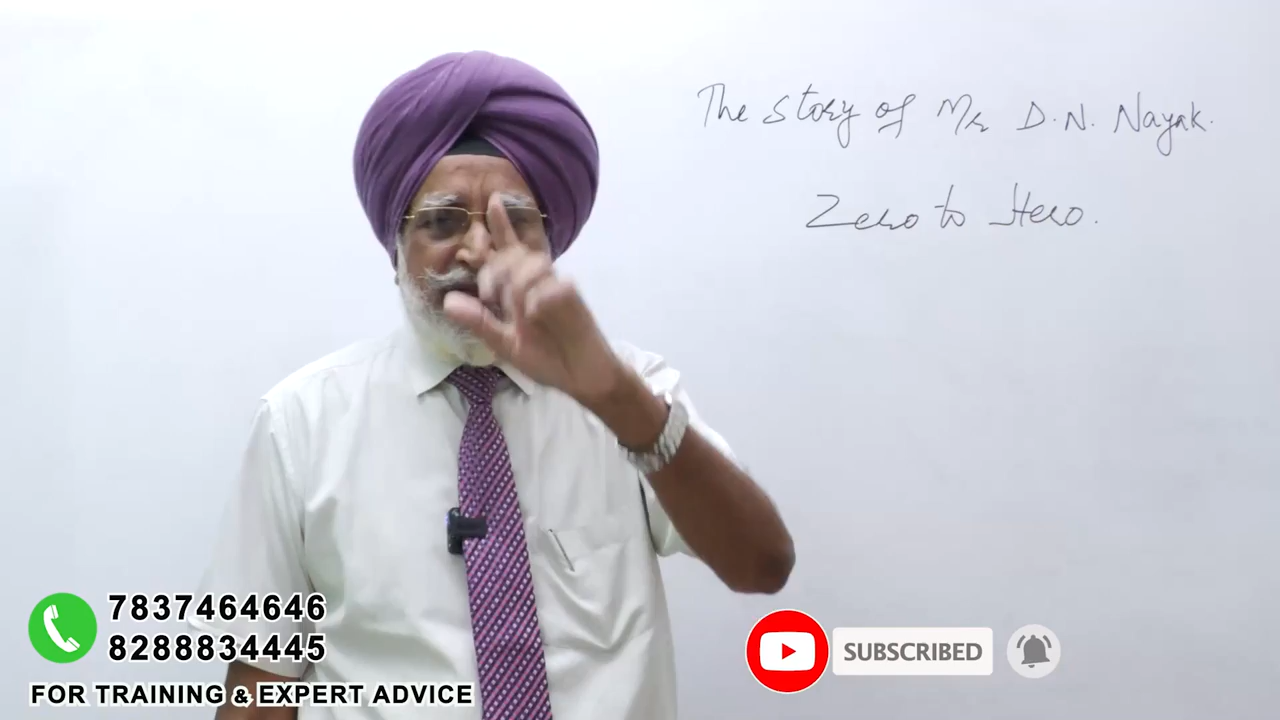 The Story of Mr D.N. Nayak.
Zero to Hero.
7837464646
8288834445
FOR TRAINING & EXPERT ADVICE
SUBSCRIBED